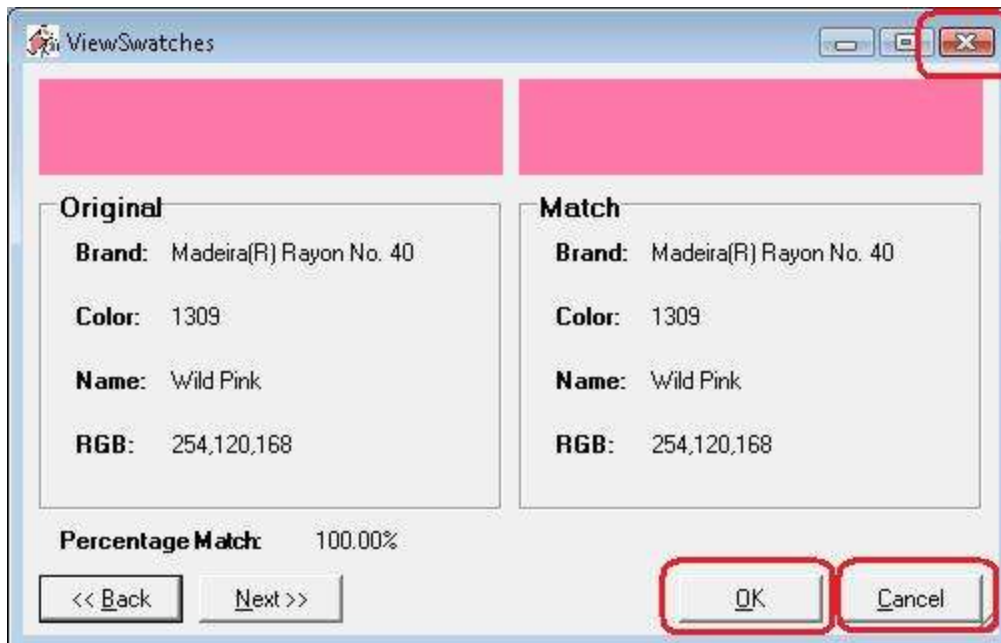 ViewSwatches
Original
Brand: Madeira(R) Rayon No. 40
Color: 1309
Name: Wild Pink
RGB: 254,120,168
Match
Brand: Madeira(R) Rayon No. 40
Color: 1309
Name: Wild Pink
RGB: 254,120,168
Percentage Match: 100.00%
<< Back Next >> OK Cancel